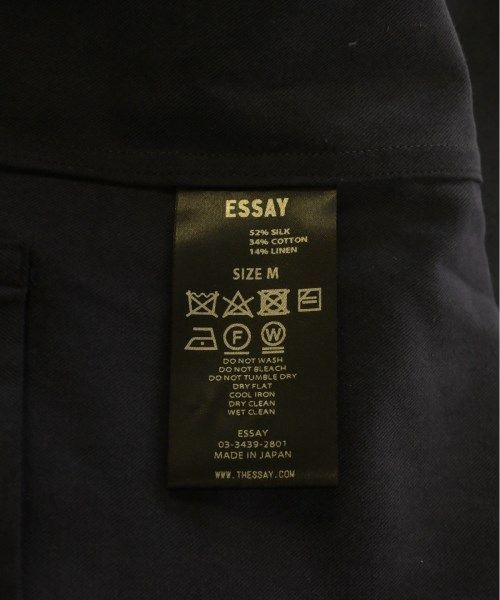 ESSAY
52% SILK
34% COTTON
14% LINEN
SIZE M
F W
DO NOT WASH
DO NOT BLEACH
DO NOT TUMBLE DRY
DRY FLAT
COOL IRON
DRY CLEAN
WET CLEAN
ESSAY
03-3439-2801
MADE IN JAPAN
WWW.THESSAY.COM